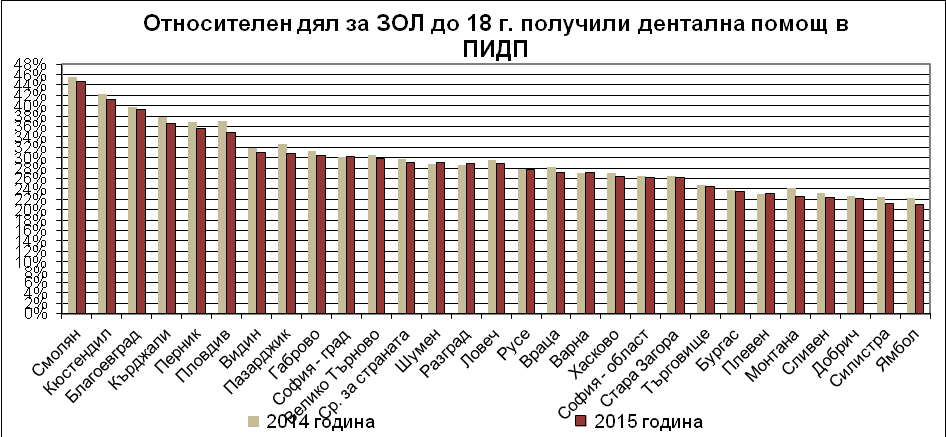 Относителен дял за ЗОЛ до 18 г. получили дентална помощ в
ПИДП
48%
46%
44%
42%
40%
38%
36%
34%
32%
30%
28%
26%
24%
22%
20%
18%
16%
14%
12%
10%
8%
6%
4%
2%
0%
Смолян
Кюстендил
Благоевград
Кърджали
Перник
Пловдив
Видин
Пазарджик
Габрово
София - град
Велико Търново
Ср. за страната
Шумен
Разград
Ловеч
Русе
Враца
Варна
Хасково
София - област
Стара Загора
Търговище
Бургас
Плевен
Монтана
Сливен
Добрич
Силистра
Ямбол
2014 година
2015 година